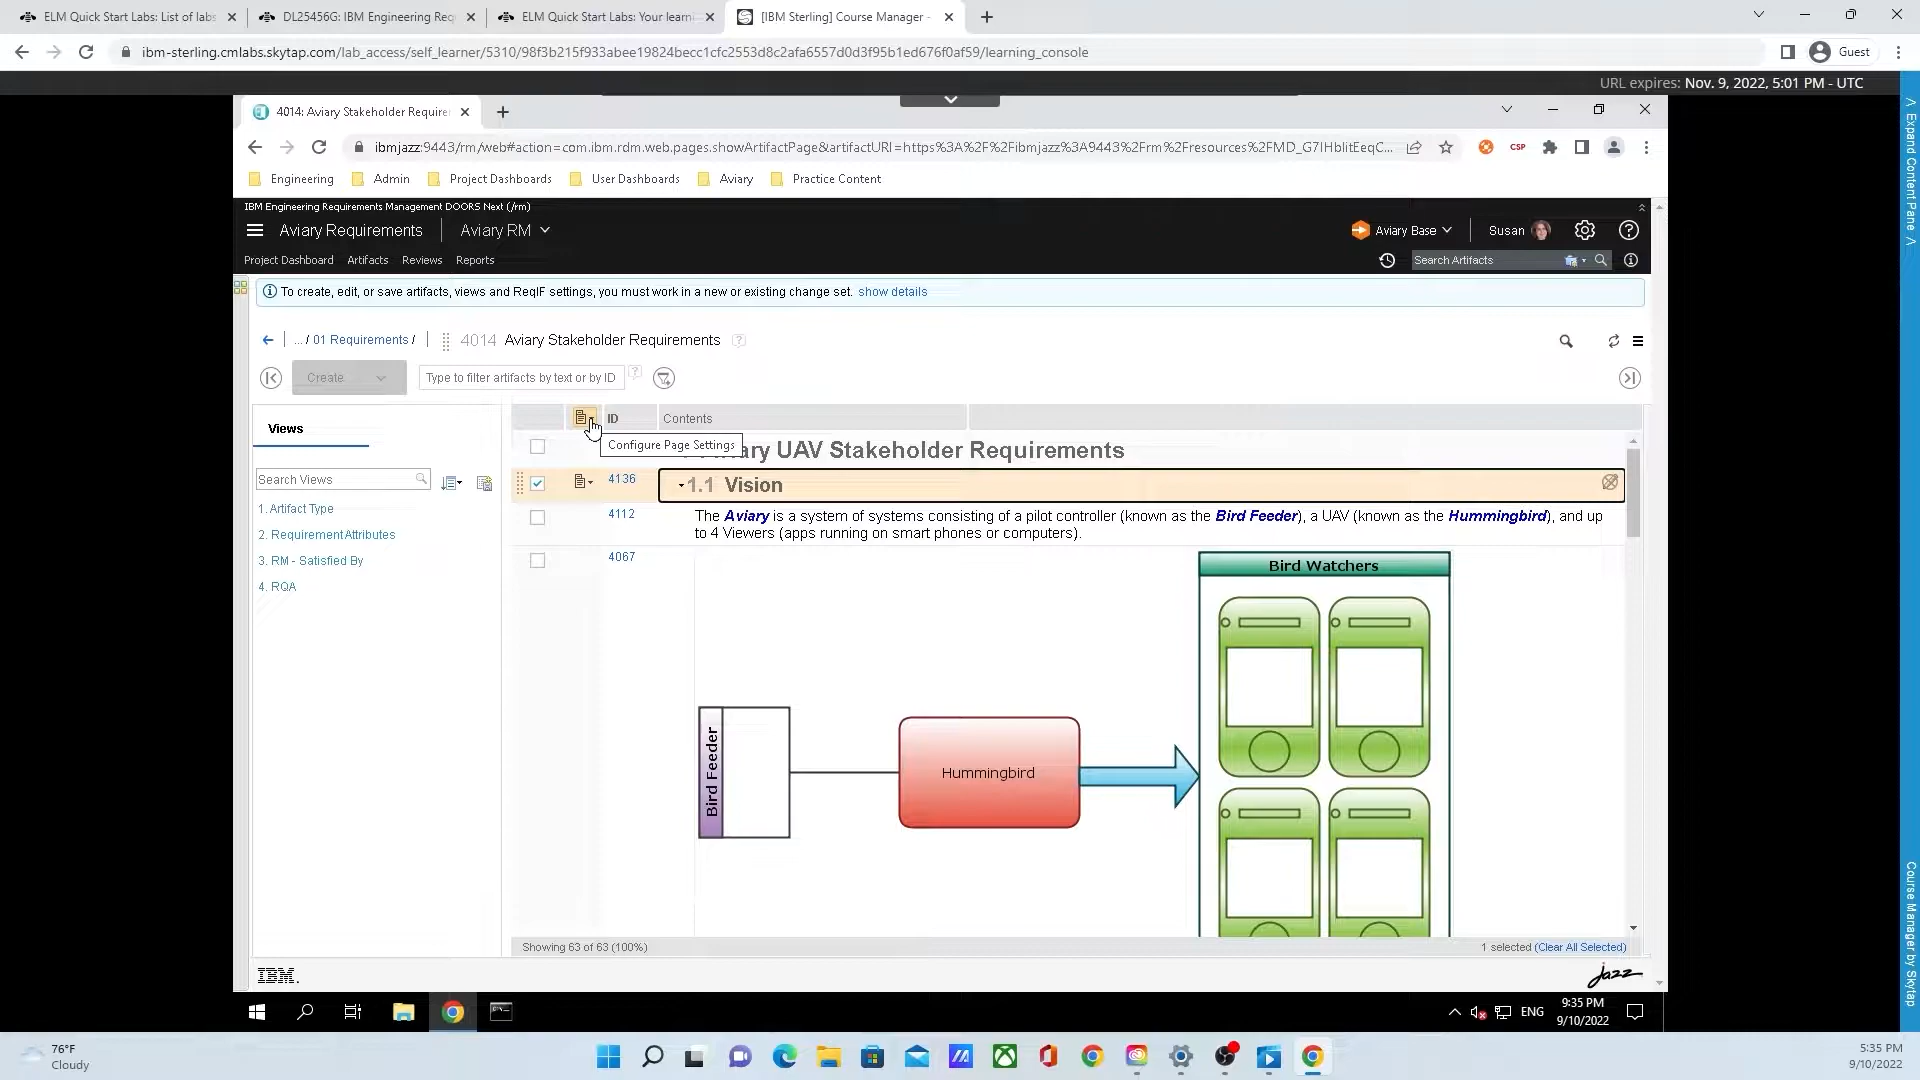 ELM Quick Start Labs: List of labs
DL25456G: IBM Engineering Req
ELM Quick Start Labs: Your learni
[IBM Sterling] Course Manager -
ibm-sterling.cmlabs.skytap.com/lab_access/self_learner/5310/98f3b215f933abee19824becc1cfc2553d8c2afa6557d0d3f95b1ed676f0af59/learning_console
Guest
URL expires: Nov. 9, 2022, 5:01 PM - UTC
4014: Aviary Stakeholder Require
ibmjazz:9443/rm/web#action=com.ibm.rdm.web.pages.showArtifactPage&artifactURI=https%3A%2F%2Fibmjazz%3A9443%2Frm%2Fresources%2FMD_G7IHblitEeqC...
CSP
Engineering
Admin
Project Dashboards
User Dashboards
Aviary
Practice Content
IBM Engineering Requirements Management DOORS Next (/rm)
Aviary Requirements
Aviary RM
Aviary Base
Susan
Project Dashboard
Artifacts
Reviews
Reports
Search Artifacts
To create, edit, or save artifacts, views and ReqIF settings, you must work in a new or existing change set. show details
... / 01 Requirements /
4014 Aviary Stakeholder Requirements
Create
Type to filter artifacts by text or by ID
Views
ID
Contents
Configure Page Settings
ary UAV Stakeholder Requirements
Search Views
4136
1.1 Vision
1. Artifact Type
4112
The Aviary is a system of systems consisting of a pilot controller (known as the Bird Feeder), a UAV (known as the Hummingbird), and up
to 4 Viewers (apps running on smart phones or computers).
2. Requirement Attributes
3. RM - Satisfied By
4067
4. RQA
Bird Watchers
Bird Feeder
Hummingbird
Showing 63 of 63 (100%)
1 selected (Clear All Selected)
IBM.
jazz
ENG
9:35 PM
9/10/2022
76°F
Cloudy
5:35 PM
9/10/2022
< Expand Content Pane <
Course Manager by Skytap